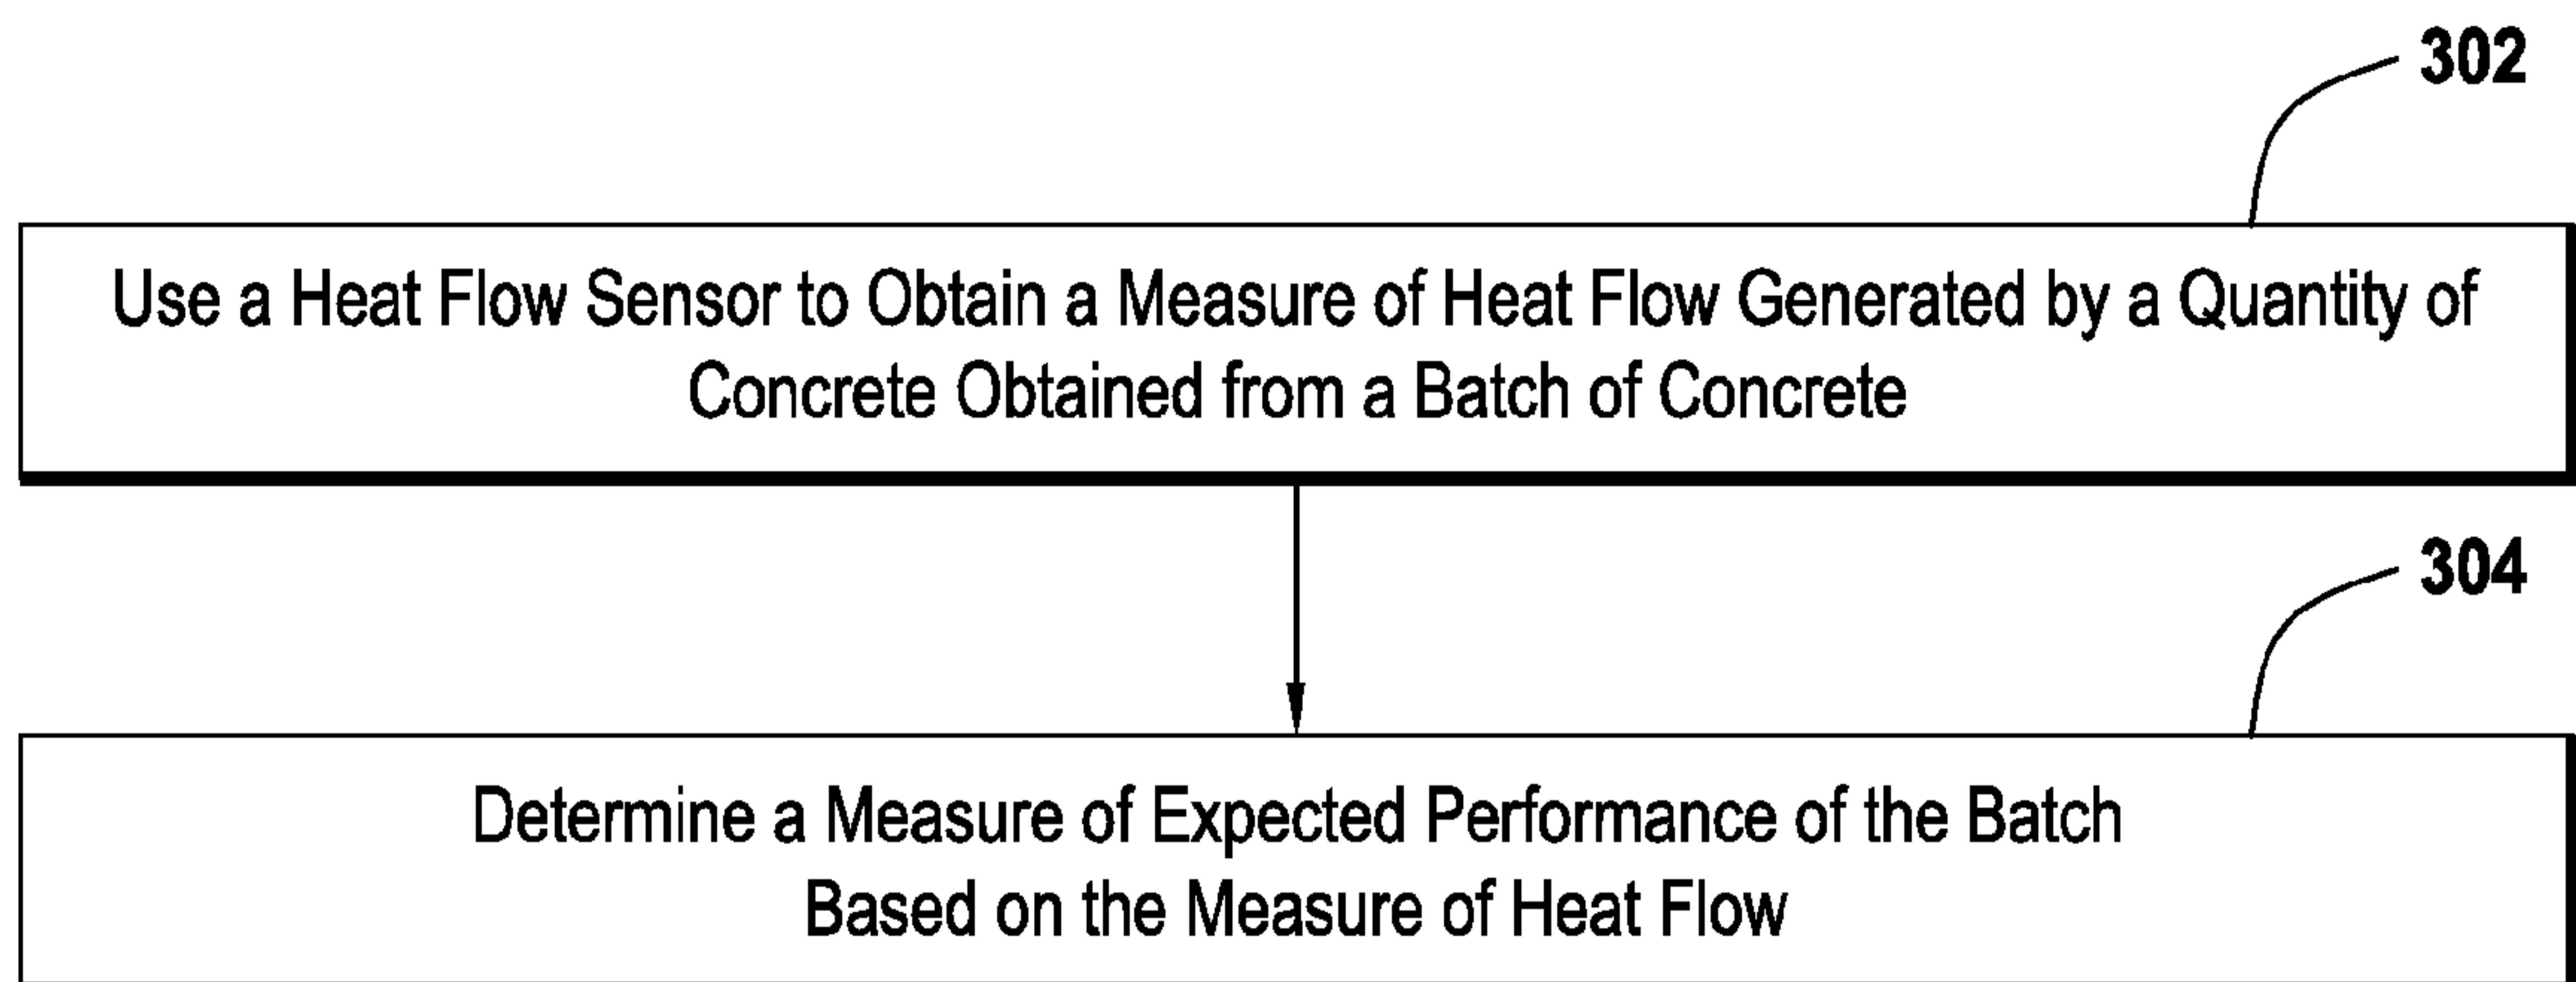 302
Use a Heat Flow Sensor to Obtain a Measure of Heat Flow Generated by a Quantity of
Concrete Obtained from a Batch of Concrete
304
Determine a Measure of Expected Performance of the Batch
Based on the Measure of Heat Flow